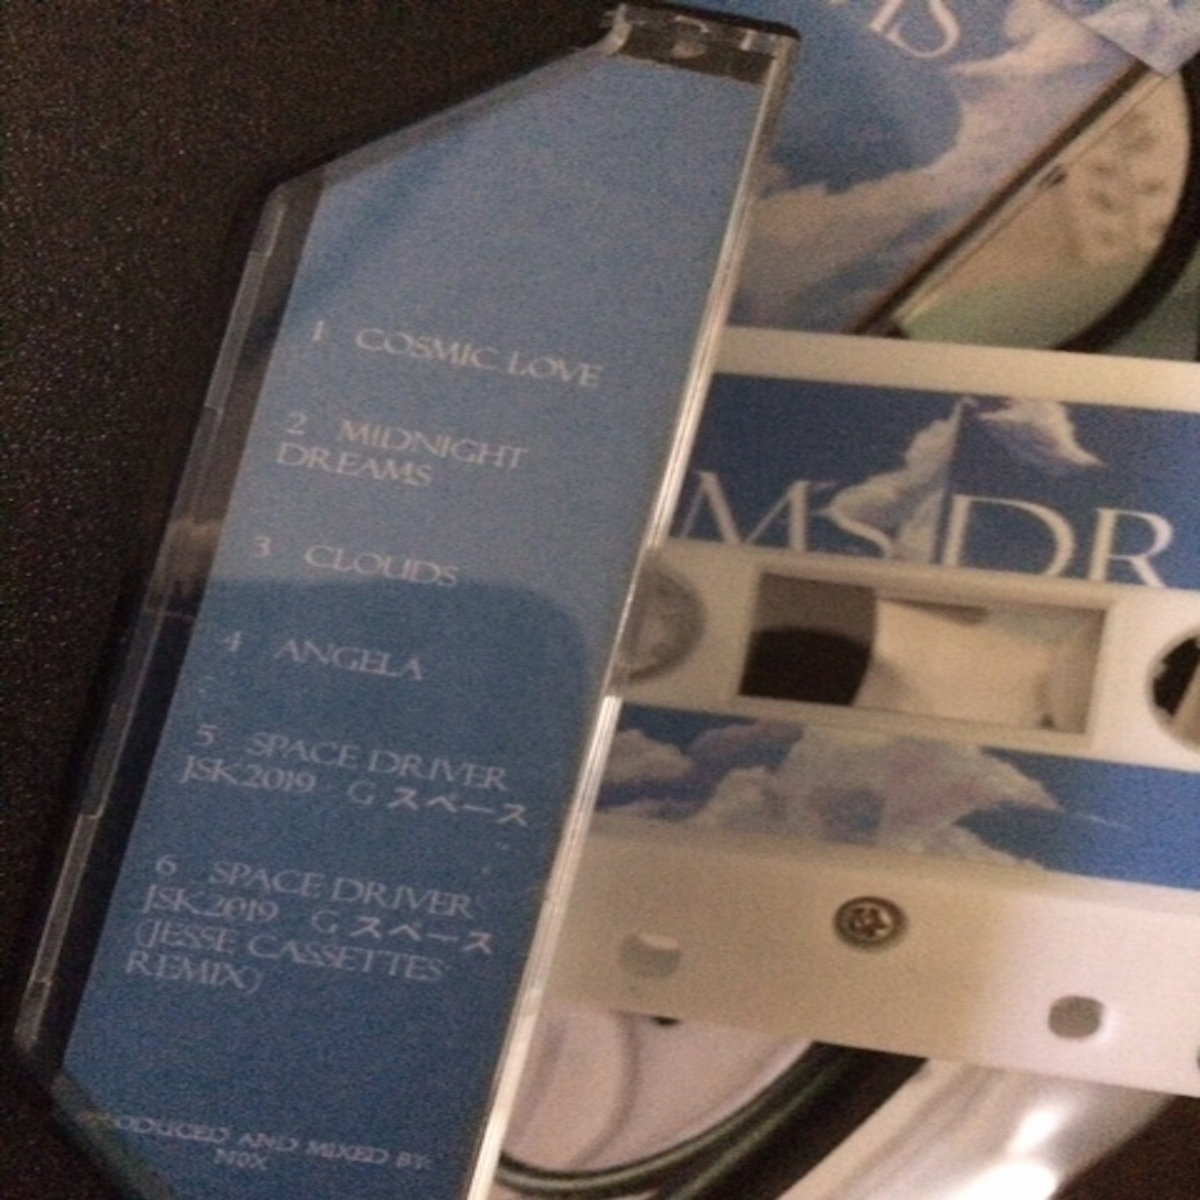 1 COSMIC LOVE
2 MIDNIGHT
DREAMS
3 CLOUDS
4 ANGELA
5 SPACE DRIVER
JSK2019 G スペース
6 SPACE DRIVER
JSK2019 G スペース
(JESSE CASSETTES
REMIX)
ODUCED AND MIXED BY:
MS DR